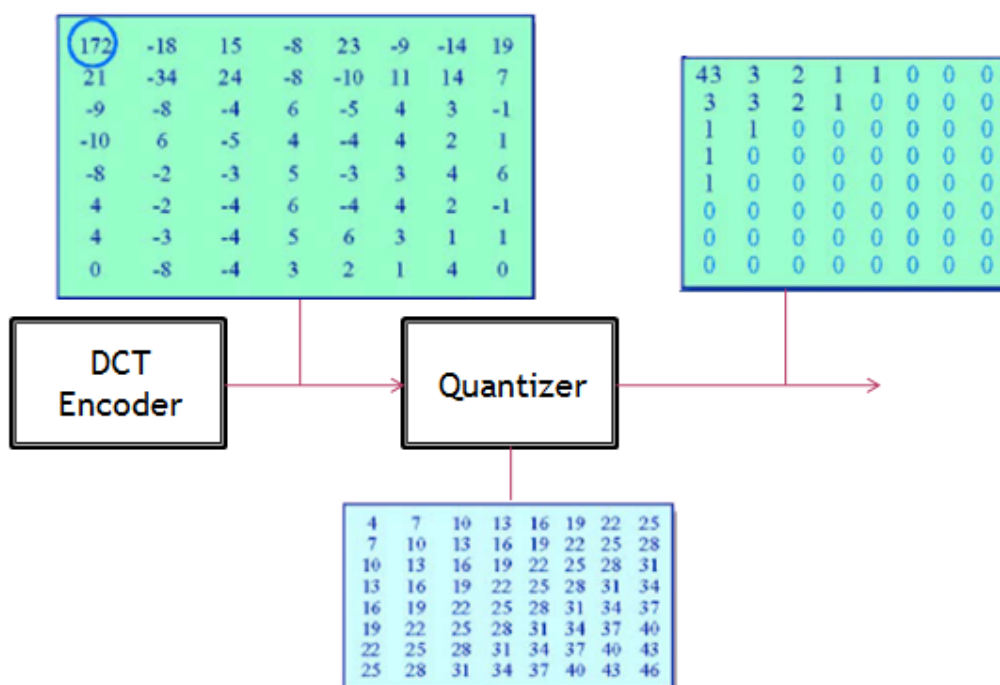 172 -18 15 -8 23 -9 -14 19
21 -34 24 -8 -10 11 14 7
-9 -8 -4 6 -5 4 3 -1
-10 6 -5 4 -4 4 2 1
-8 -2 -3 5 -3 3 4 6
4 -2 -4 6 -4 4 2 -1
4 -3 -4 5 6 3 1 1
0 -8 -4 3 2 1 4 0
43 3 2 1 1 0 0 0
3 3 2 1 0 0 0 0
1 1 0 0 0 0 0 0
1 0 0 0 0 0 0 0
1 0 0 0 0 0 0 0
0 0 0 0 0 0 0 0
0 0 0 0 0 0 0 0
0 0 0 0 0 0 0 0
DCT
Encoder
Quantizer
4 7 10 13 16 19 22 25
7 10 13 16 19 22 25 28
10 13 16 19 22 25 28 31
13 16 19 22 25 28 31 34
16 19 22 25 28 31 34 37
19 22 25 28 31 34 37 40
22 25 28 31 34 37 40 43
25 28 31 34 37 40 43 46